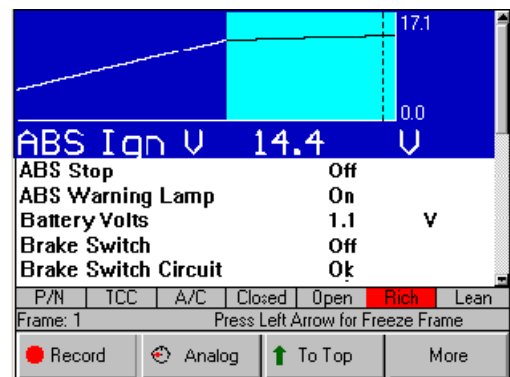 17.1
0.0
ABS Ign V 14.4 V
ABS Stop Off
ABS Warning Lamp On
Battery Volts 1.1 V
Brake Switch Off
Brake Switch Circuit Ok
P/N TCC A/C Closed Open Rich Lean
Frame: 1 Press Left Arrow for Freeze Frame
Record Analog To Top More